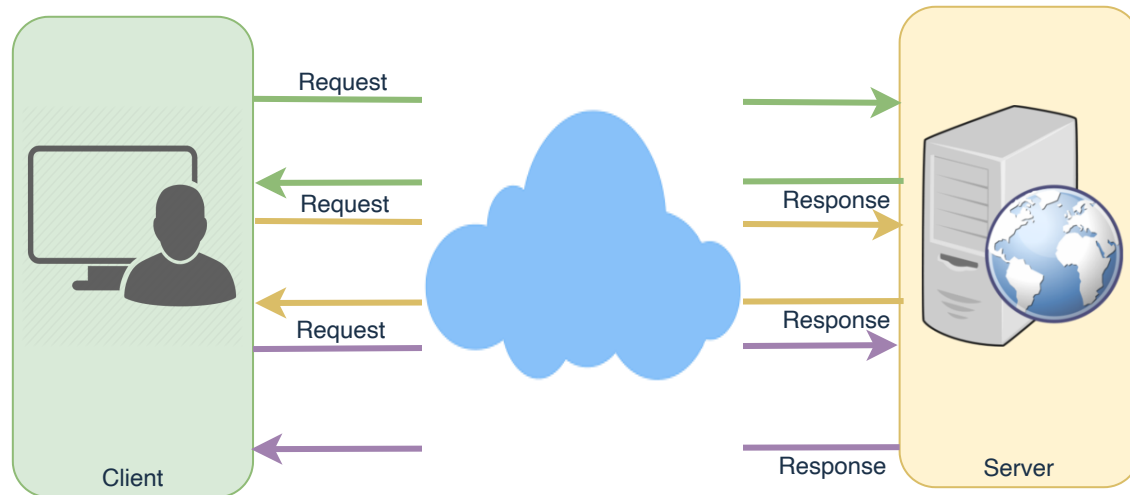 Request
Request
Response
Request
Response
Response
Client
Server